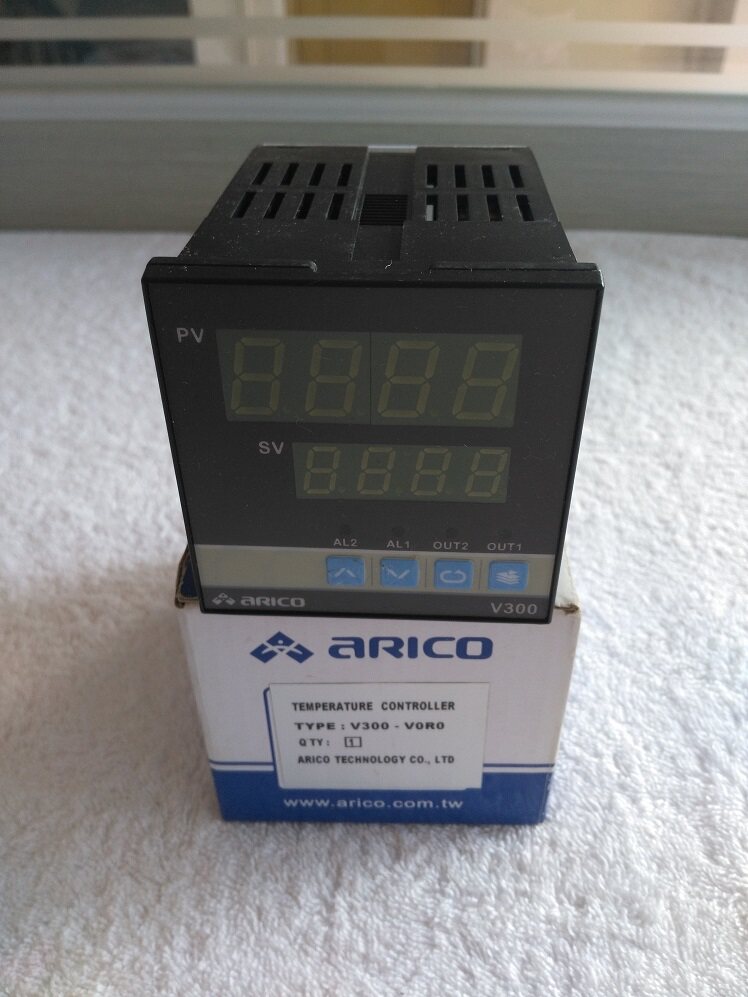 PV
SV
AL2 AL1 OUT2 OUT1
ARICO
V300
ARICO
TEMPERATURE CONTROLLER
TYPE : V300 - V0R0
QTY : 1
ARICO TECHNOLOGY CO., LTD
www.arico.com.tw